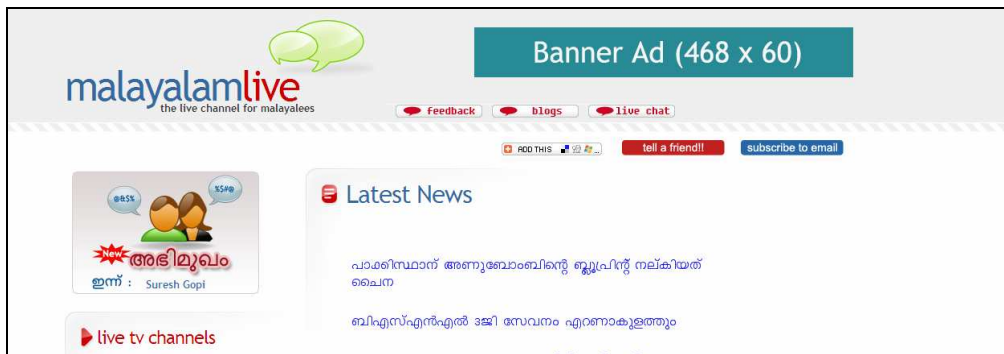 Banner Ad (468 x 60)
malayalamlive
the live channel for malayalees
feedback
blogs
live chat
ADD THIS
tell a friend!!
subscribe to email
@&$%
%$#@
New
അഭിമുഖം
ഇന്ന് : Suresh Gopi
Latest News
പാക്കിസ്ഥാന് അണുബോംബിന്റെ ബ്ലൂപ്രിന്റ് നല്കിയത്
ചൈന
ബിഎസ്എൻഎൽ 3ജി സേവനം എറണാകുളത്തും
live tv channels